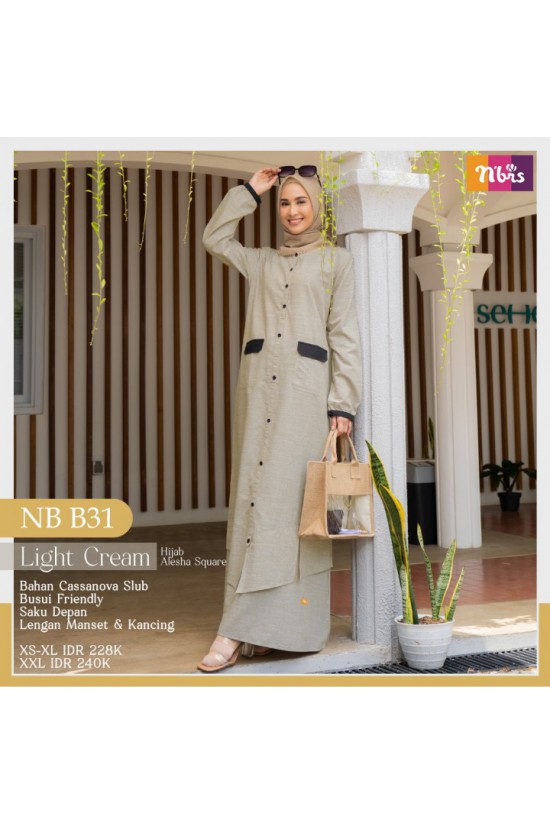 Nbrs
SCHO
NB B31
Light Cream
Hijab
Alesha Square
Bahan Cassanova Slub
Busui Friendly
Saku Depan
Lengan Manset & Kancing
XS-XL IDR 228K
XXL IDR 240K